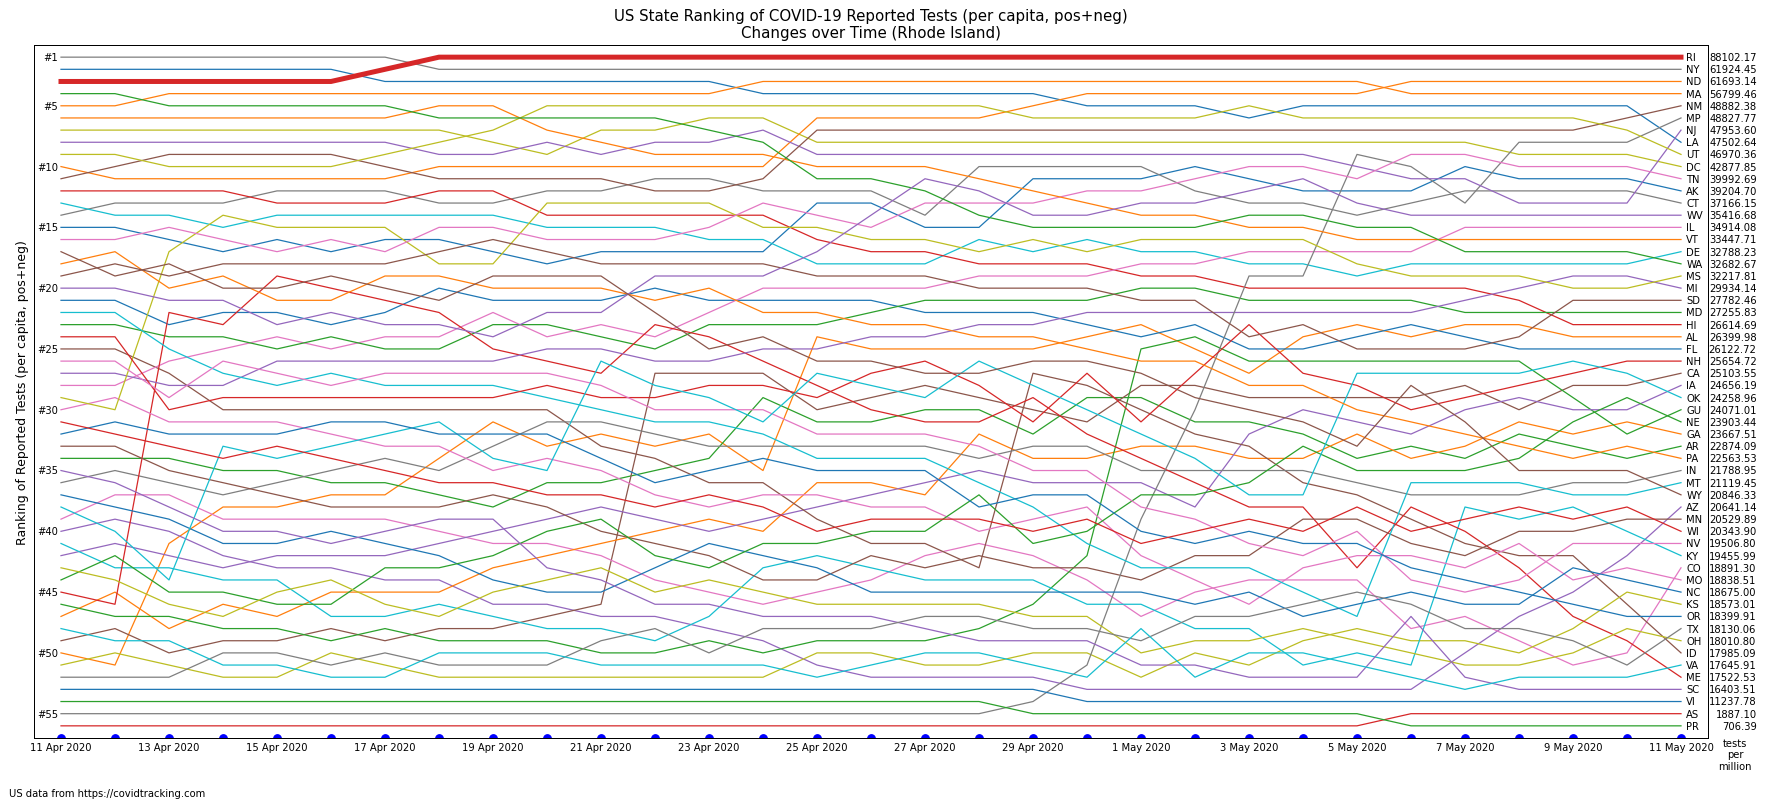 US State Ranking of COVID-19 Reported Tests (per capita, pos+neg)
Changes over Time (Rhode Island)
Ranking of Reported Tests (per capita, pos+neg)
#1
#5
#10
#15
#20
#25
#30
#35
#40
#45
#50
#55
RI 88102.17
NY 61924.45
ND 61693.14
MA 56799.46
NM 48882.38
MP 48827.77
NJ 47953.60
LA 47502.64
UT 46970.36
DC 42877.85
TN 39992.69
AK 39204.70
CT 37166.15
WV 35416.68
IL 34914.08
VT 33447.71
DE 32788.23
WA 32682.67
MS 32217.81
MI 29934.14
SD 27782.46
MD 27255.83
HI 26614.69
AL 26399.98
FL 26122.72
NH 25654.72
CA 25103.55
IA 24656.19
OK 24258.96
GU 24071.01
NE 23903.44
GA 23667.51
AR 22874.09
PA 22563.53
IN 21788.95
MT 21119.45
WY 20846.33
AZ 20641.14
MN 20529.89
WI 20343.90
NV 19506.80
KY 19455.99
CO 18891.30
MO 18838.51
NC 18675.00
KS 18573.01
OR 18399.91
TX 18130.06
OH 18010.80
ID 17985.09
VA 17645.91
ME 17522.53
SC 16403.51
VI 11237.78
AS 1887.10
PR 706.39
11 Apr 2020 13 Apr 2020 15 Apr 2020 17 Apr 2020 19 Apr 2020 21 Apr 2020 23 Apr 2020 25 Apr 2020 27 Apr 2020 29 Apr 2020 1 May 2020 3 May 2020 5 May 2020 7 May 2020 9 May 2020 11 May 2020
tests
per
million
US data from https://covidtracking.com